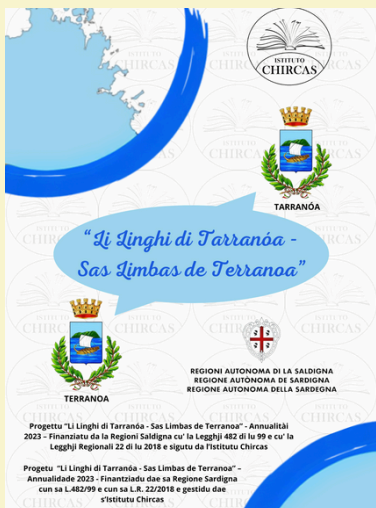 ISTITUTO
CHIRCAS
TARRANÓA
“Li Linghi di Tarranóa -
Sas Limbas de Terranoa”
TERRANOA
REGIONI AUTONOMA DI LA SALDIGNA
REGIONE AUTÒNOMA DE SARDIGNA
REGIONE AUTONOMA DELLA SARDEGNA
Progettu “Li Linghi di Tarranóa - Sas Limbas de Terranoa” - Annualitài
2023 – Finanziatu da la Regioni Saldigna cu' la Legghji 482 di lu 99 e cu' la
Legghji Regionali 22 di lu 2018 e sigutu da l'Istitutu Chircas
Progetu “Li Linghi di Tarranóa - Sas Limbas de Terranoa” –
Annualidade 2023 - Finantziadu dae sa Regione Sardigna
cun sa L.482/99 e cun sa L.R. 22/2018 e gestidu dae
s'Istitutu Chircas